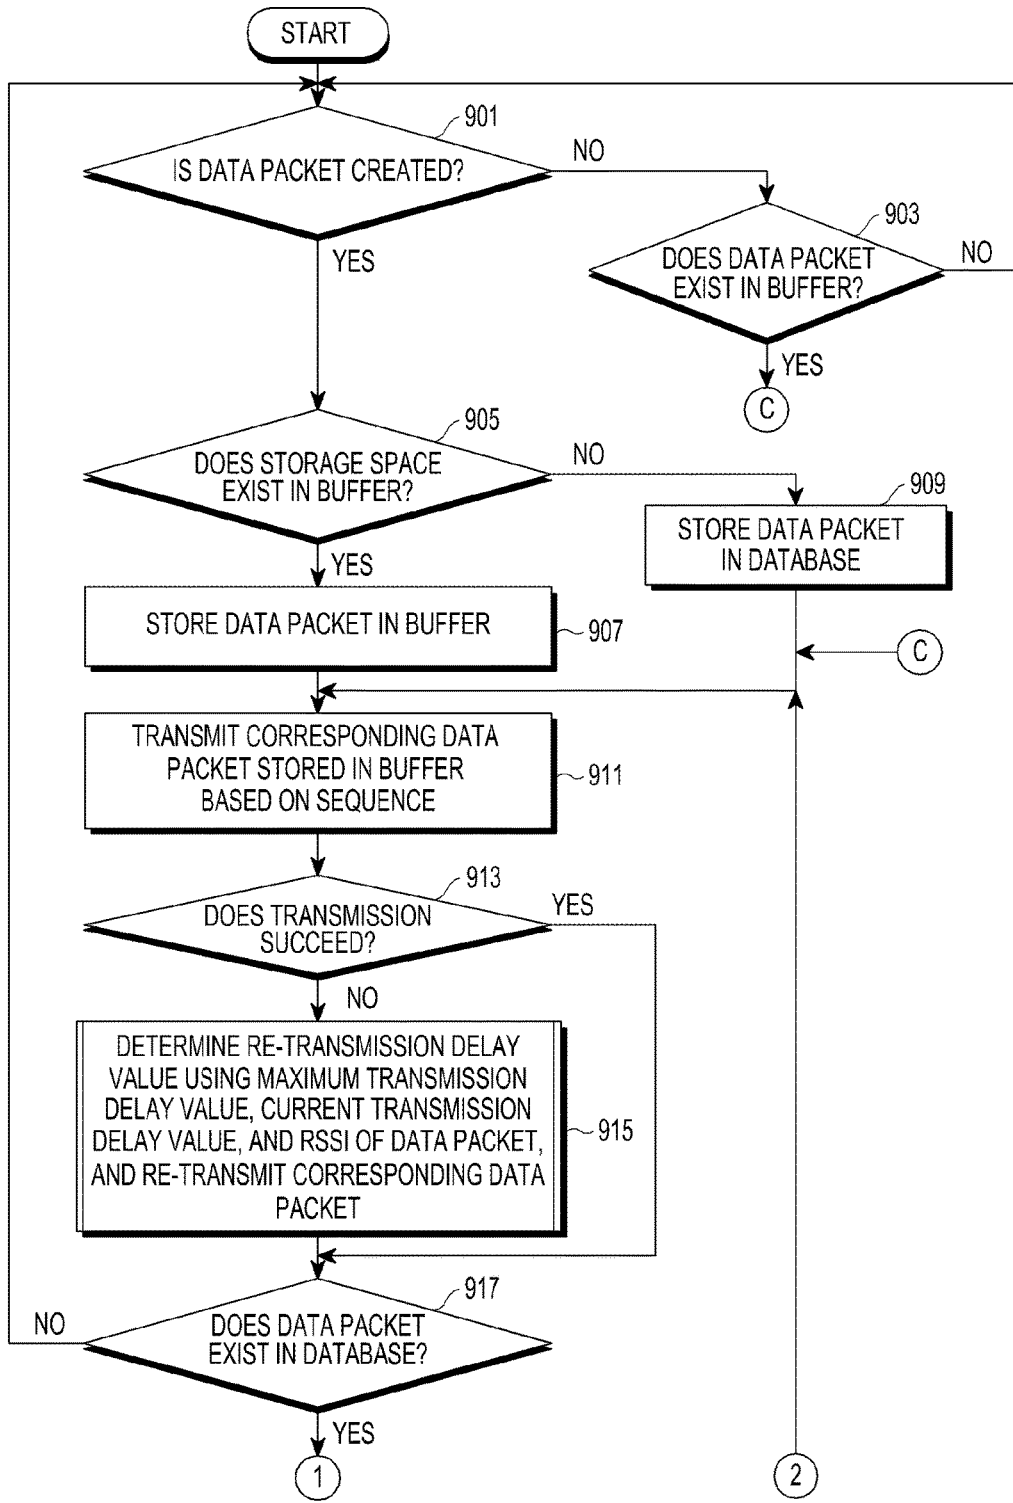 START
901
IS DATA PACKET CREATED?
NO
903
YES
DOES DATA PACKET
EXIST IN BUFFER?
NO
YES
C
905
DOES STORAGE SPACE
EXIST IN BUFFER?
NO
909
STORE DATA PACKET
IN DATABASE
YES
STORE DATA PACKET IN BUFFER
907
C
TRANSMIT CORRESPONDING DATA
PACKET STORED IN BUFFER
BASED ON SEQUENCE
911
913
DOES TRANSMISSION
SUCCEED?
YES
NO
DETERMINE RE-TRANSMISSION DELAY
VALUE USING MAXIMUM TRANSMISSION
DELAY VALUE, CURRENT TRANSMISSION
DELAY VALUE, AND RSSI OF DATA PACKET,
AND RE-TRANSMIT CORRESPONDING DATA
PACKET
915
917
NO
DOES DATA PACKET
EXIST IN DATABASE?
YES
1
2